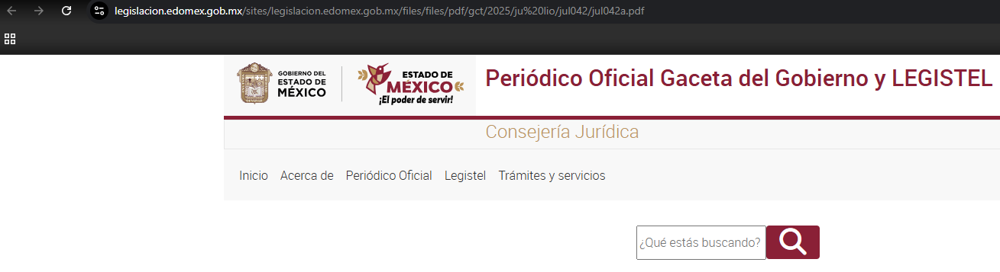 legislacion.edomex.gob.mx/sites/legislacion.edomex.gob.mx/files/files/pdf/gct/2025/ju%20lio/jul042/jul042a.pdf
GOBIERNO DEL
ESTADO DE
MÉXICO
ESTADO DE
MÉXICO
¡El poder de servir!
Periódico Oficial Gaceta del Gobierno y LEGISTEL
Consejería Jurídica
Inicio Acerca de Periódico Oficial Legistel Trámites y servicios
¿Qué estás buscando?